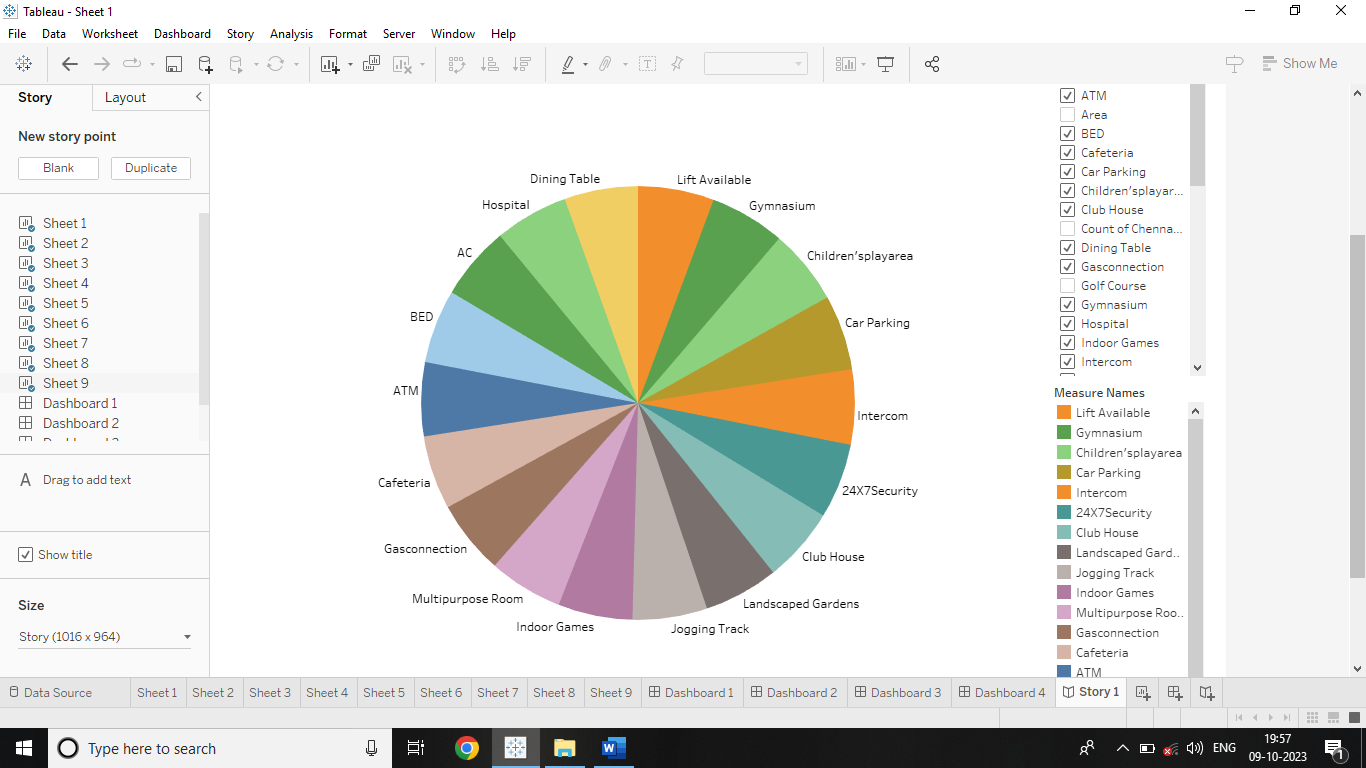 Tableau - Sheet 1
File Data Worksheet Dashboard Story Analysis Format Server Window Help
Show Me
Story Layout
New story point
Blank Duplicate
Sheet 1
Sheet 2
Sheet 3
Sheet 4
Sheet 5
Sheet 6
Sheet 7
Sheet 8
Sheet 9
Dashboard 1
Dashboard 2
A Drag to add text
Show title
Size
Story (1016 x 964)
Dining Table
Lift Available
Hospital
Gymnasium
AC
Children'splayarea
BED
Car Parking
ATM
Intercom
Cafeteria
24X7Security
Gasconnection
Club House
Multipurpose Room
Landscaped Gardens
Indoor Games
Jogging Track
ATM
Area
BED
Cafeteria
Car Parking
Children'splayar...
Club House
Count of Chenna...
Dining Table
Gasconnection
Golf Course
Gymnasium
Hospital
Indoor Games
Intercom
Measure Names
Lift Available
Gymnasium
Children'splayarea
Car Parking
Intercom
24X7Security
Club House
Landscaped Gard..
Jogging Track
Indoor Games
Multipurpose Roo..
Gasconnection
Cafeteria
ATM
Data Source Sheet 1 Sheet 2 Sheet 3 Sheet 4 Sheet 5 Sheet 6 Sheet 7 Sheet 8 Sheet 9 Dashboard 1 Dashboard 2 Dashboard 3 Dashboard 4 Story 1
Type here to search
W
ENG
19:57
09-10-2023
1